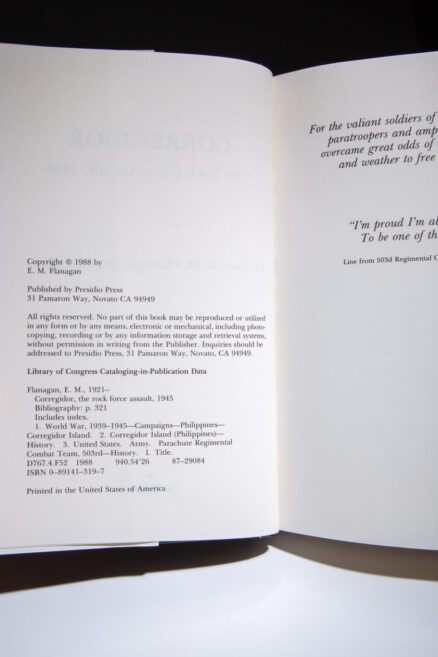 Copyright © 1988 by
E. M. Flanagan
Published by Presidio Press
31 Pamaron Way, Novato CA 94949
All rights reserved. No part of this book may be reproduced or utilized
in any form or by any means, electronic or mechanical, including photo-
copying, recording or by any information storage and retrieval systems,
without permission in writing from the Publisher. Inquiries should be
addressed to Presidio Press, 31 Pamaron Way, Novato, CA 94949.
Library of Congress Cataloging-in-Publication Data
Flanagan, E. M., 1921–
Corregidor, the rock force assault, 1945
Bibliography: p. 321
Includes index.
1. World War, 1939–1945—Campaigns—Philippines—
Corregidor Island. 2. Corregidor Island (Philippines)—
History. 3. United States. Army. Parachute Regimental
Combat Team, 503rd—History. I. Title.
D767.4.F52 1988 940.54'26 87–29084
ISBN 0–89141–319–7
Printed in the United States of America
For the valiant soldiers of
paratroopers and amp
overcame great odds of
and weather to free
"I'm proud I'm
To be one of
Line from 503d Regimental